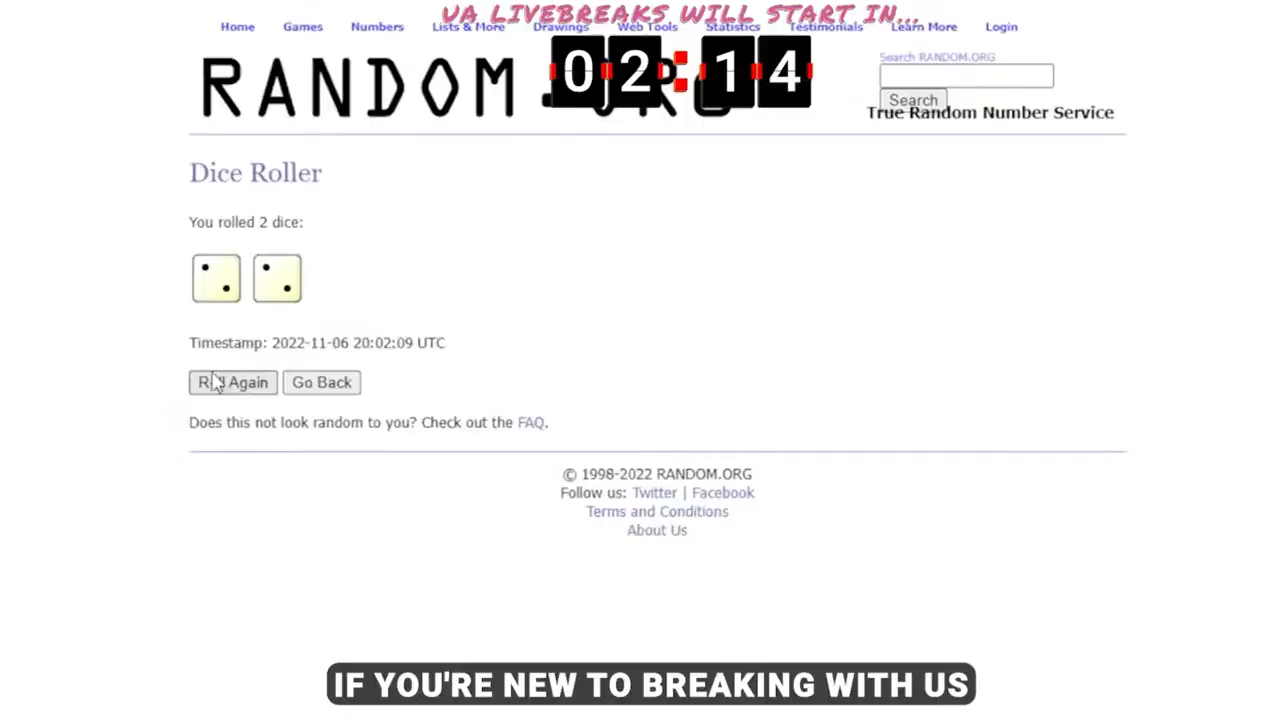 UA LIVEBREAKS WILL START IN...
Home Games Numbers Lists & More Drawings Web Tools Statistics Testimonials Learn More Login
02:14
RANDOM.ORG
Search RANDOM.ORG
Search
True Random Number Service
Dice Roller
You rolled 2 dice:
Timestamp: 2022-11-06 20:02:09 UTC
Roll Again Go Back
Does this not look random to you? Check out the FAQ.
© 1998-2022 RANDOM.ORG
Follow us: Twitter | Facebook
Terms and Conditions
About Us
IF YOU'RE NEW TO BREAKING WITH US